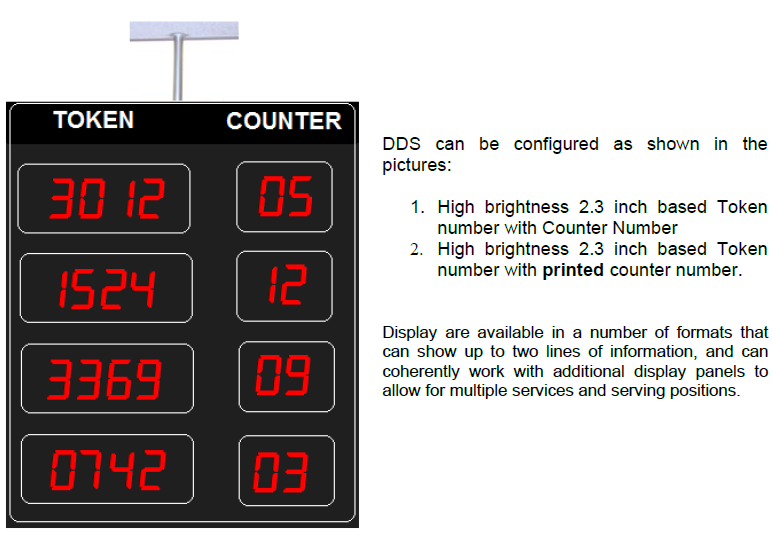 TOKEN COUNTER
3012 05
1524 12
3369 09
0742 03
DDS can be configured as shown in the
pictures:
1. High brightness 2.3 inch based Token
number with Counter Number
2. High brightness 2.3 inch based Token
number with printed counter number.
Display are available in a number of formats that
can show up to two lines of information, and can
coherently work with additional display panels to
allow for multiple services and serving positions.